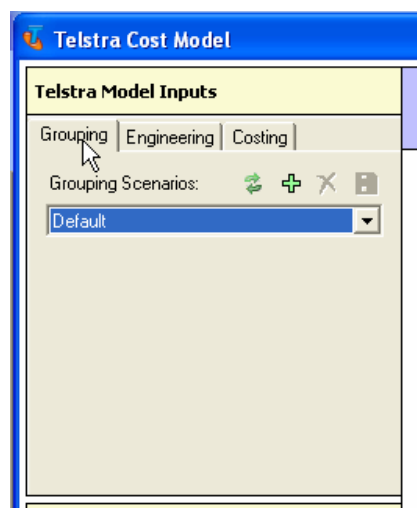 Telstra Cost Model
Telstra Model Inputs
Grouping Engineering Costing
Grouping Scenarios:
Default